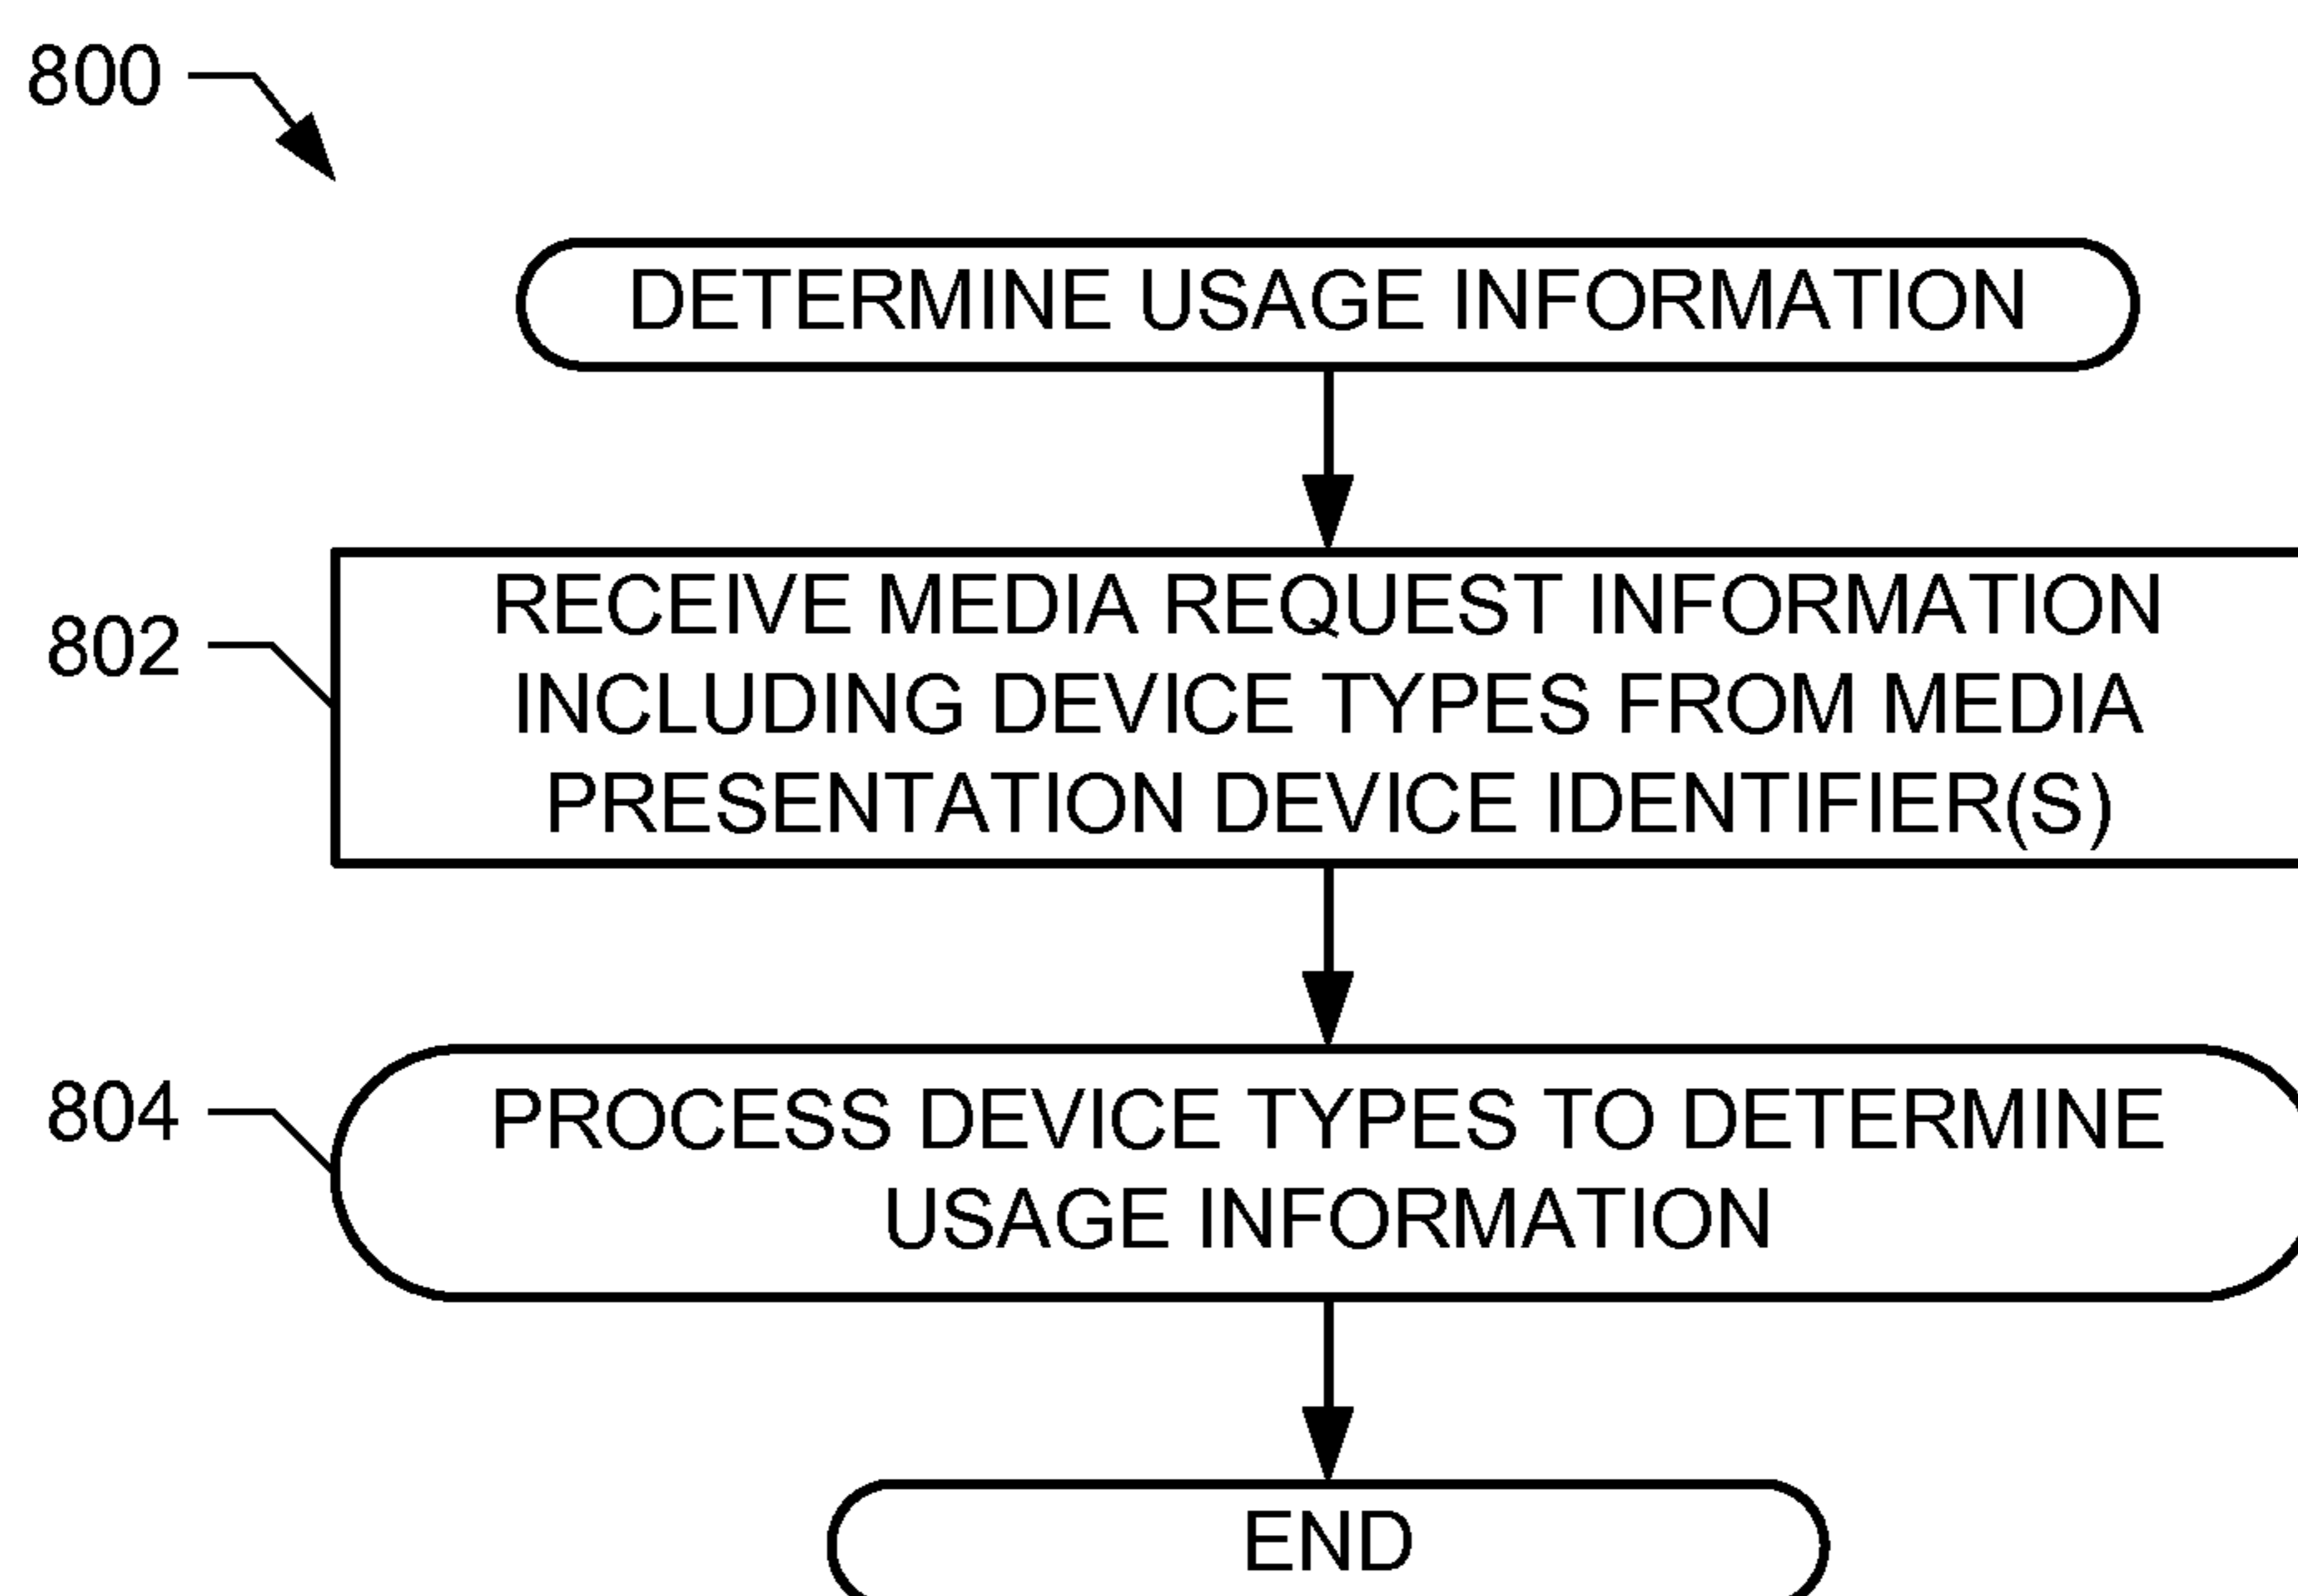 800
DETERMINE USAGE INFORMATION
802
RECEIVE MEDIA REQUEST INFORMATION
INCLUDING DEVICE TYPES FROM MEDIA
PRESENTATION DEVICE IDENTIFIER(S)
804
PROCESS DEVICE TYPES TO DETERMINE
USAGE INFORMATION
END